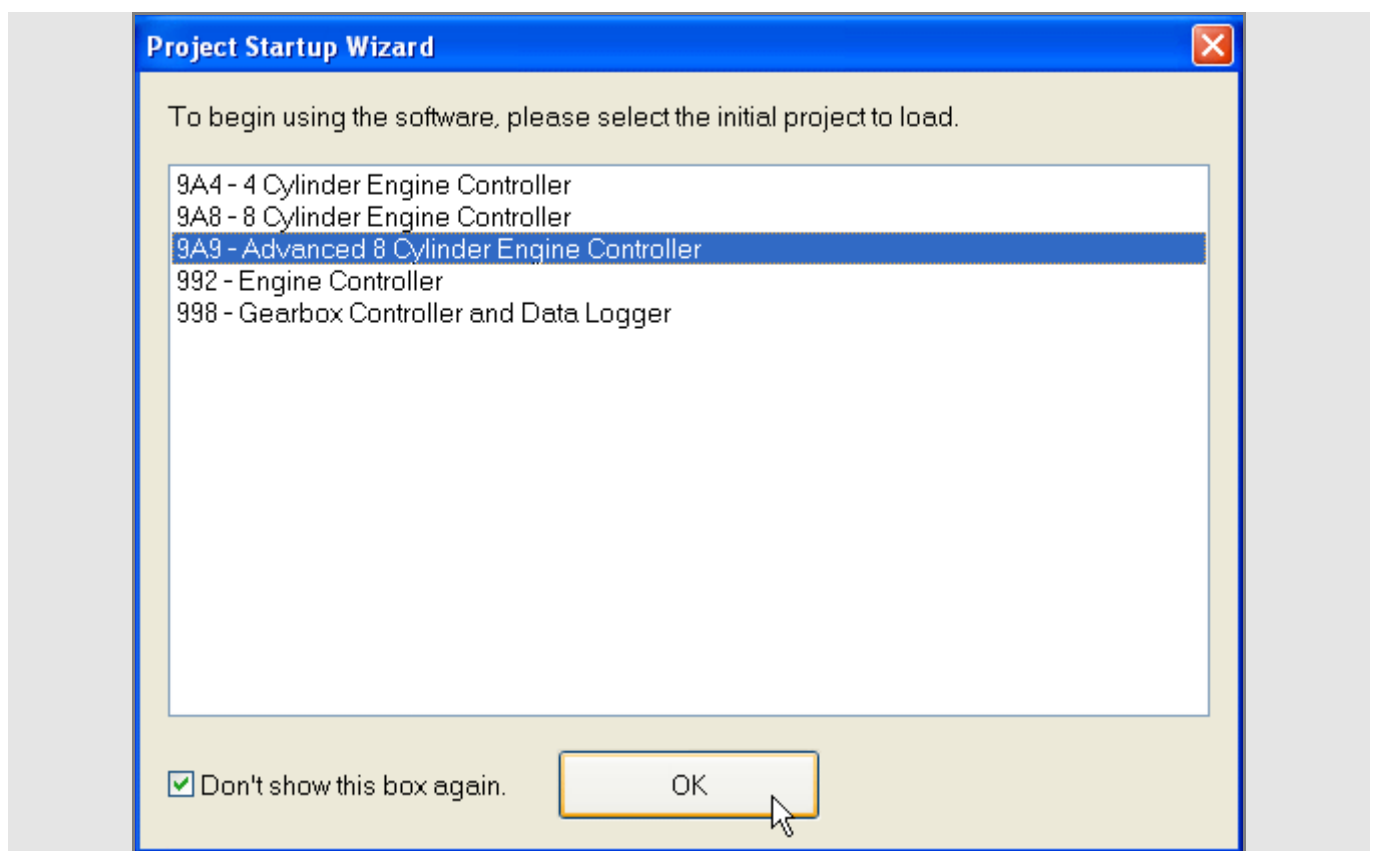 Project Startup Wizard
To begin using the software, please select the initial project to load.
9A4 - 4 Cylinder Engine Controller
9A8 - 8 Cylinder Engine Controller
9A9 - Advanced 8 Cylinder Engine Controller
992 - Engine Controller
998 - Gearbox Controller and Data Logger
Don't show this box again.
OK